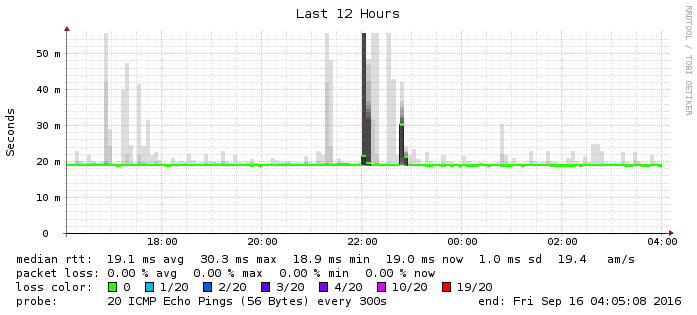 Last 12 Hours
RRDTOOL / TOBI OETIKER
Seconds
50 m
40 m
30 m
20 m
10 m
0
18:00 20:00 22:00 00:00 02:00 04:00
median rtt: 19.1 ms avg 30.3 ms max 18.9 ms min 19.0 ms now 1.0 ms sd 19.4 am/s
packet loss: 0.00 % avg 0.00 % max 0.00 % min 0.00 % now
loss color: 0 1/20 2/20 3/20 4/20 10/20 19/20
probe: 20 ICMP Echo Pings (56 Bytes) every 300s end: Fri Sep 16 04:05:08 2016